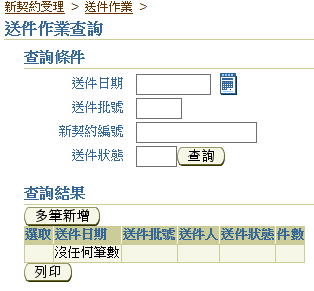 新契約受理 > 送件作業 >
送件作業查詢
查詢條件
送件日期
送件批號
新契約編號
送件狀態 查詢
查詢結果
多筆新增
選取 送件日期 送件批號 送件人 送件狀態 件數
沒任何筆數
列印